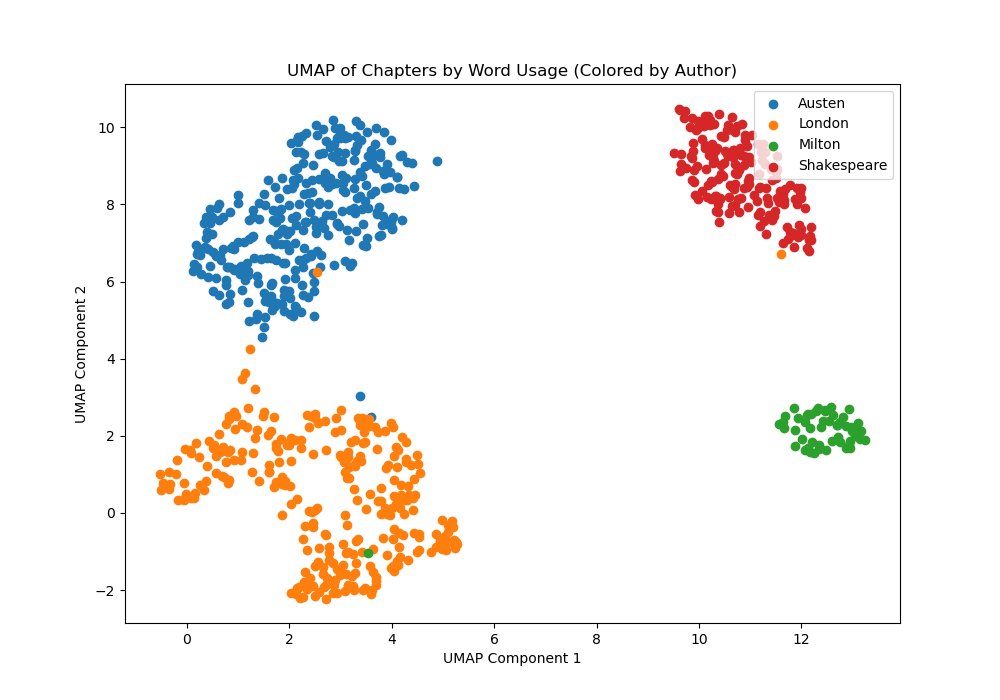 UMAP of Chapters by Word Usage (Colored by Author)
Austen
London
Milton
Shakespeare
10
8
6
4
2
0
−2
UMAP Component 2
0 2 4 6 8 10 12
UMAP Component 1